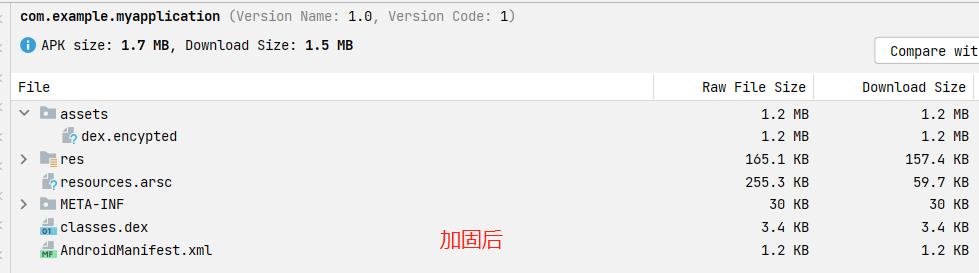 com.example.myapplication (Version Name: 1.0, Version Code: 1)
APK size: 1.7 MB, Download Size: 1.5 MB
Compare wit
File Raw File Size Download Size
assets 1.2 MB 1.2 MB
dex.encypted 1.2 MB 1.2 MB
res 165.1 KB 157.4 KB
resources.arsc 255.3 KB 59.7 KB
META-INF 30 KB 30 KB
classes.dex 3.4 KB 3.4 KB
AndroidManifest.xml 1.2 KB 1.2 KB
加固后